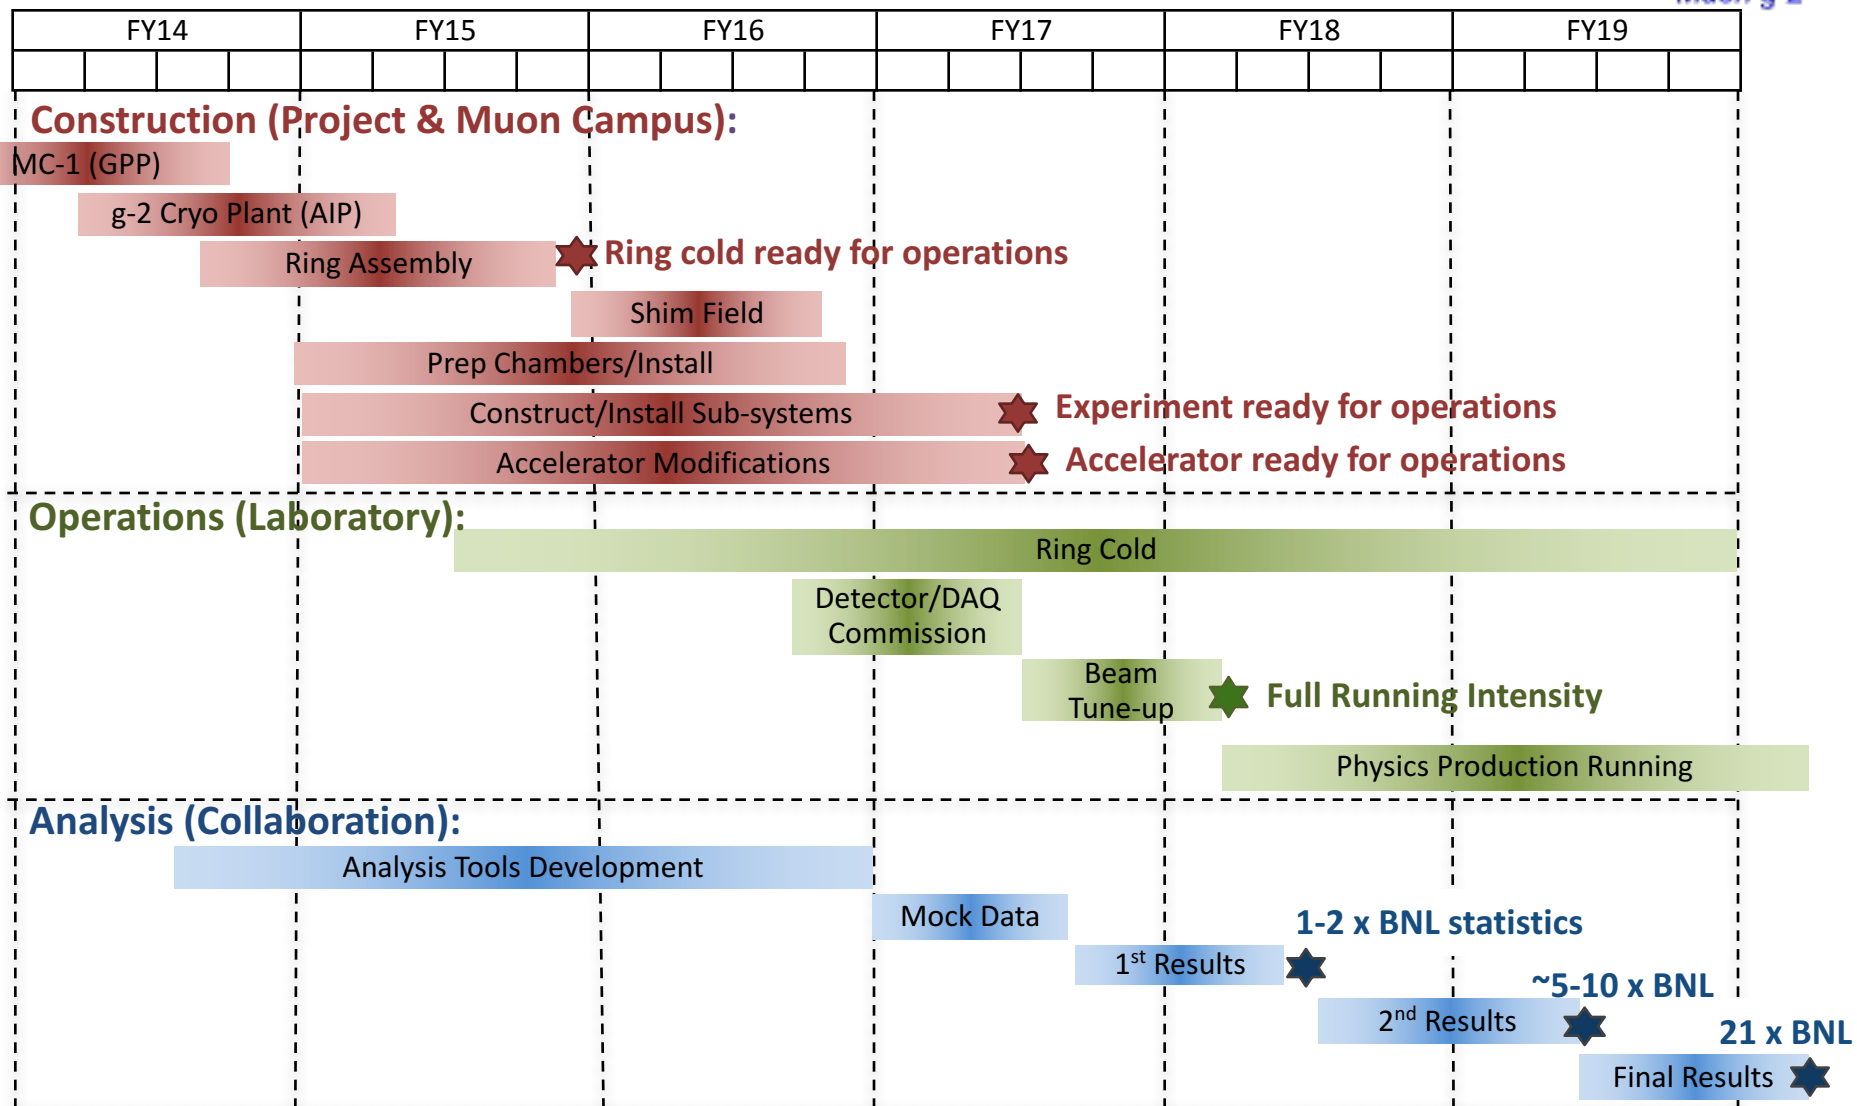 FY14 FY15 FY16 FY17 FY18 FY19
Construction (Project & Muon Campus):
MC-1 (GPP)
g-2 Cryo Plant (AIP)
Ring Assembly
Ring cold ready for operations
Shim Field
Prep Chambers/Install
Construct/Install Sub-systems
Experiment ready for operations
Accelerator Modifications
Accelerator ready for operations
Operations (Laboratory):
Ring Cold
Detector/DAQ
Commission
Beam
Tune-up
Full Running Intensity
Physics Production Running
Analysis (Collaboration):
Analysis Tools Development
Mock Data
1-2 x BNL statistics
1st Results
~5-10 x BNL
2nd Results
21 x BNL
Final Results